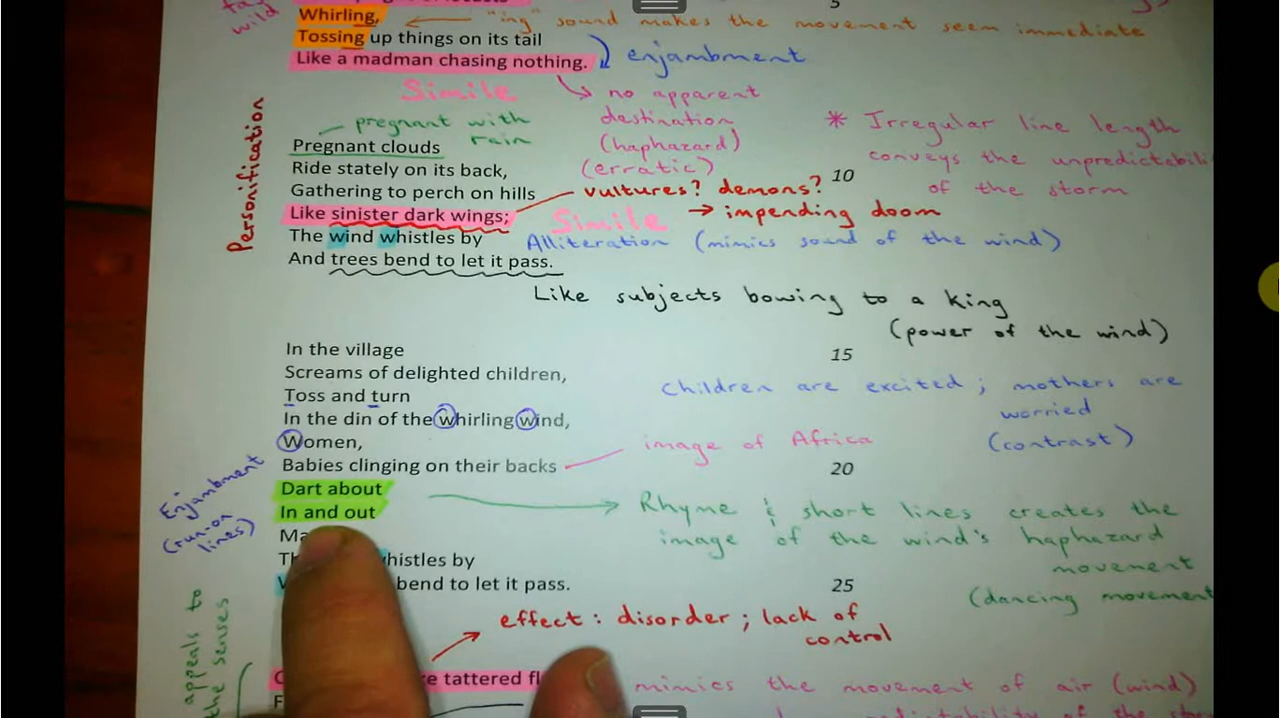 wild
5
Whirling,
"ing" sound makes the movement seem immediate
Tossing up things on its tail
Like a madman chasing nothing.
enjambment
Simile
no apparent
destination
(haphazard)
(erratic)
pregnant with
rain
* Irregular line length
conveys the
of the storm
Personification
Pregnant clouds
Ride stately on its back,
10
Gathering to perch on hills
vultures? demons?
Like sinister dark wings;
Simile
→ impending doom
The wind whistles by
Alliteration (mimics sound of the wind)
And trees bend to let it pass.
Like subjects bowing to a king
(power of the wind)
In the village
15
Screams of delighted children,
Toss and turn
children are excited; mothers are
worried
(contrast)
In the din of the whirling wind,
Women,
image of Africa
Babies clinging on their backs
20
Dart about
In and out
Enjambment
(run-on
lines)
Rhyme & short lines creates the
image of the wind's haphazard
movement
(dancing movement
histles by
bend to let it pass.
25
effect: disorder; lack of
control
appeals to
the senses
tattered
mimics the movement of air (wind)